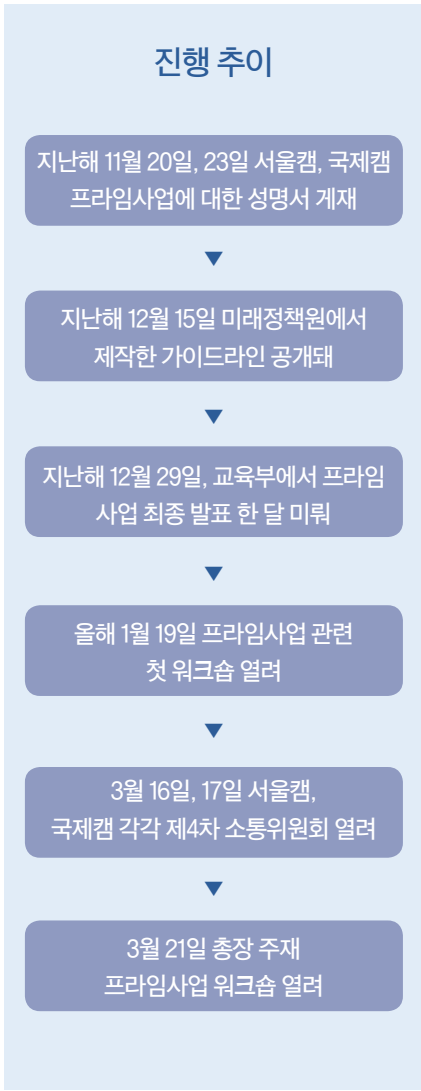 진행 추이
지난해 11월 20일, 23일 서울캠, 국제캠
프라임사업에 대한 성명서 게재
▼
지난해 12월 15일 미래정책원에서
제작한 가이드라인 공개돼
▼
지난해 12월 29일, 교육부에서 프라임
사업 최종 발표 한 달 미뤄
▼
올해 1월 19일 프라임사업 관련
첫 워크숍 열려
▼
3월 16일, 17일 서울캠,
국제캠 각각 제4차 소통위원회 열려
▼
3월 21일 총장 주재
프라임사업 워크숍 열려